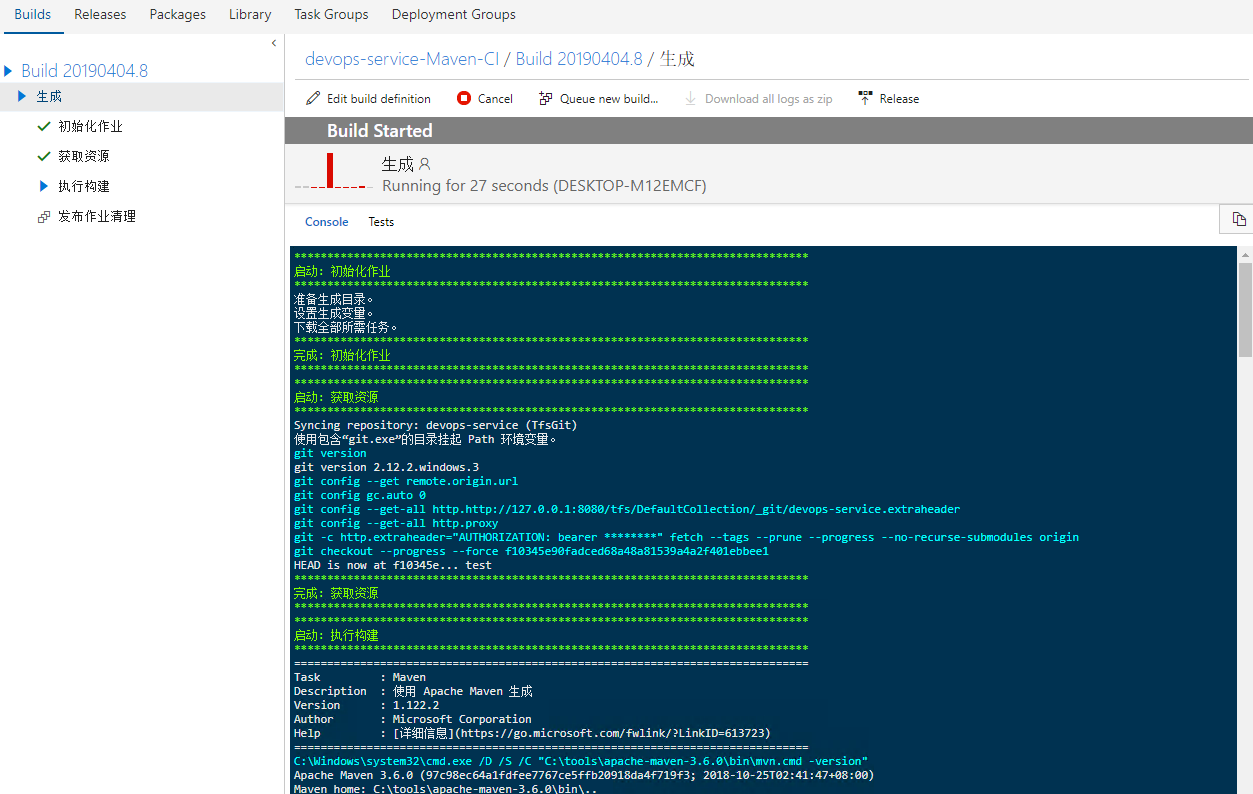 Builds Releases Packages Library Task Groups Deployment Groups
Build 20190404.8
生成
初始化作业
获取资源
执行构建
发布作业清理
devops-service-Maven-CI / Build 20190404.8 / 生成
Edit build definition Cancel Queue new build... Download all logs as zip Release
Build Started
生成
Running for 27 seconds (DESKTOP-M12EMCF)
Console Tests
******************************************************************************
启动: 初始化作业
******************************************************************************
准备生成目录。
设置生成变量。
下载全部所需任务。
******************************************************************************
完成: 初始化作业
******************************************************************************
******************************************************************************
启动: 获取资源
******************************************************************************
Syncing repository: devops-service (TfsGit)
使用包含“git.exe”的目录挂起 Path 环境变量。
git version
git version 2.12.2.windows.3
git config --get remote.origin.url
git config gc.auto 0
git config --get-all http.http://127.0.0.1:8080/tfs/DefaultCollection/_git/devops-service.extraheader
git config --get-all http.proxy
git -c http.extraheader="AUTHORIZATION: bearer ********" fetch --tags --prune --progress --no-recurse-submodules origin
git checkout --progress --force f10345e90fadced68a48a81539a4a2f401ebbee1
HEAD is now at f10345e... test
******************************************************************************
完成: 获取资源
******************************************************************************
******************************************************************************
启动: 执行构建
******************************************************************************
==============================================================================
Task : Maven
Description : 使用 Apache Maven 生成
Version : 1.122.2
Author : Microsoft Corporation
Help : [详细信息](https://go.microsoft.com/fwlink/?LinkID=613723)
==============================================================================
C:\Windows\system32\cmd.exe /D /S /C "C:\tools\apache-maven-3.6.0\bin\mvn.cmd -version"
Apache Maven 3.6.0 (97c98ec64a1fdfee7767ce5ffb20918da4f719f3; 2018-10-25T02:41:47+08:00)
Maven home: C:\tools\apache-maven-3.6.0\bin\..